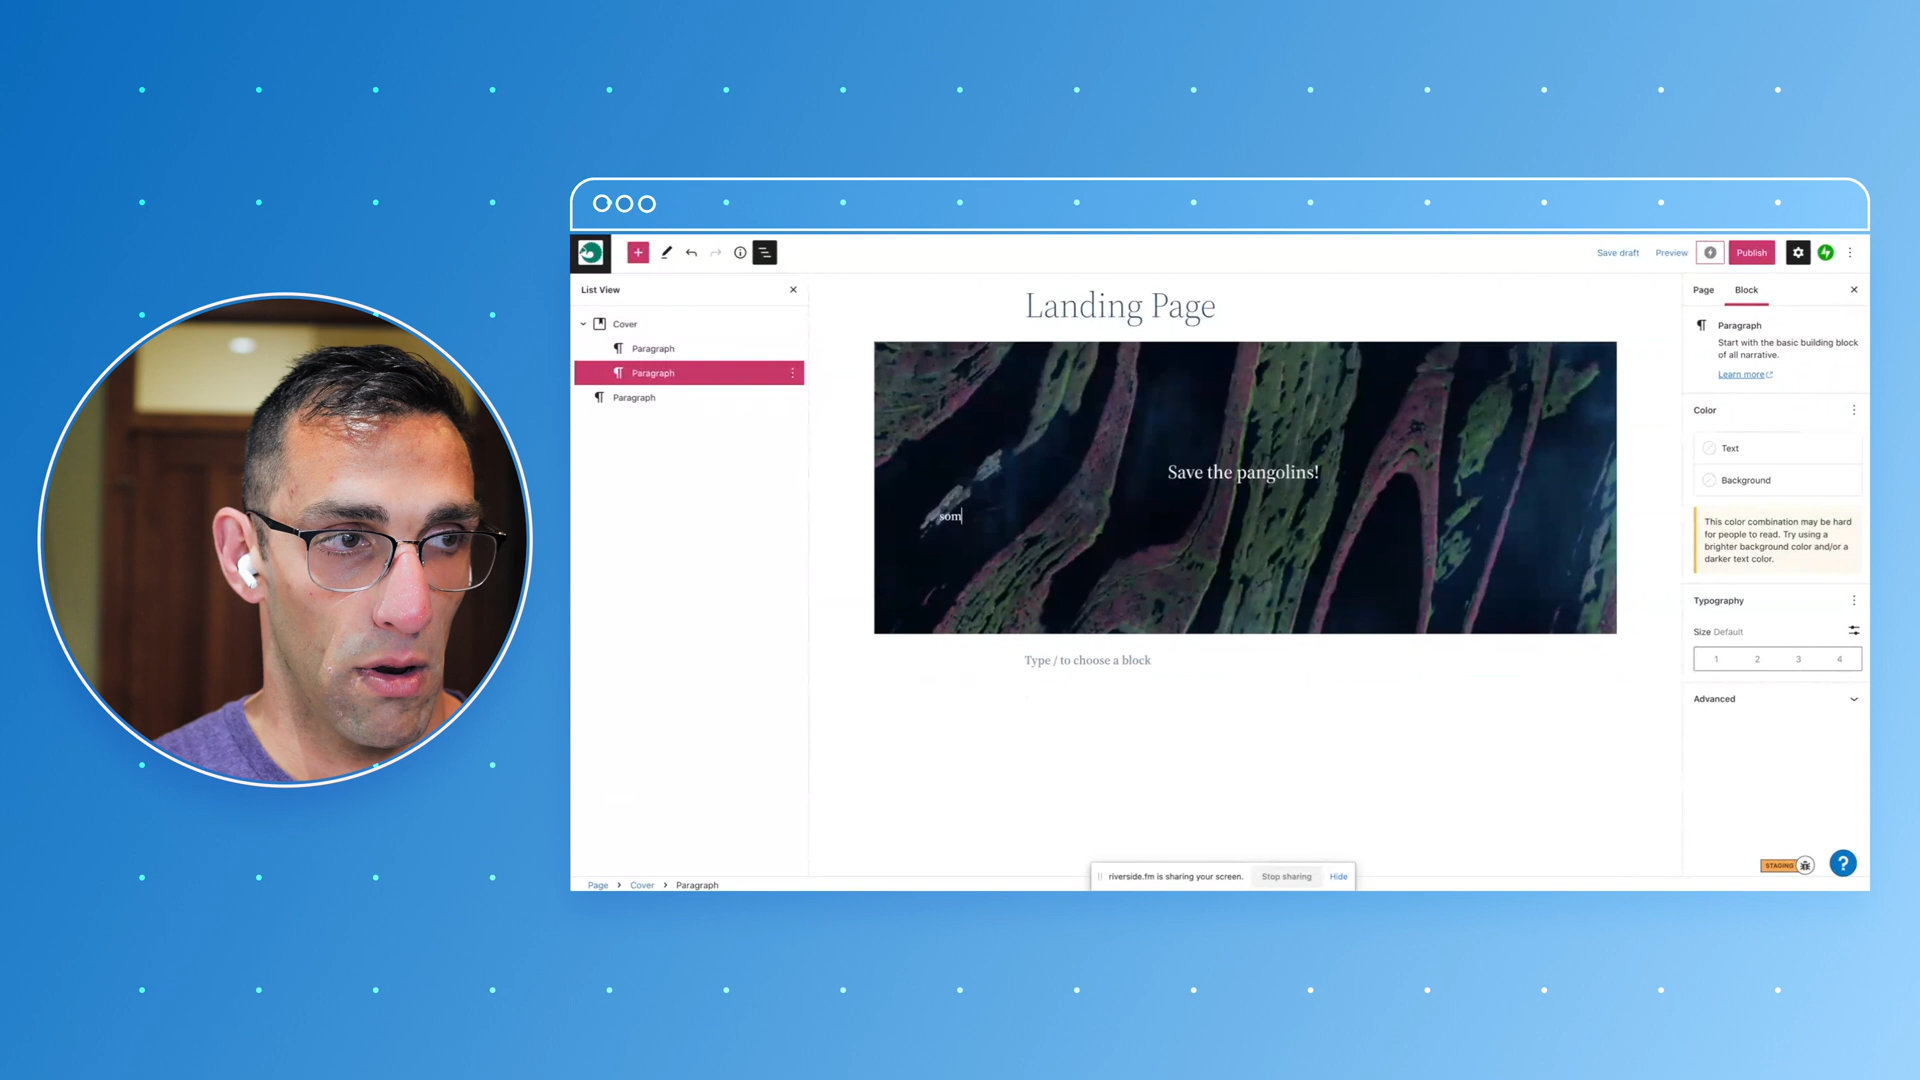 Save draft
Preview
Publish
List View
Cover
Paragraph
Paragraph
Paragraph
Landing Page
Save the pangolins!
som
Type / to choose a block
Page
Block
Paragraph
Start with the basic building block
of all narrative.
Learn more
Color
Text
Background
This color combination may be hard
for people to read. Try using a
brighter background color and/or a
darker text color.
Typography
Size Default
1 2 3 4
Advanced
STAGING
?
riverside.fm is sharing your screen.
Stop sharing
Hide
Page > Cover > Paragraph